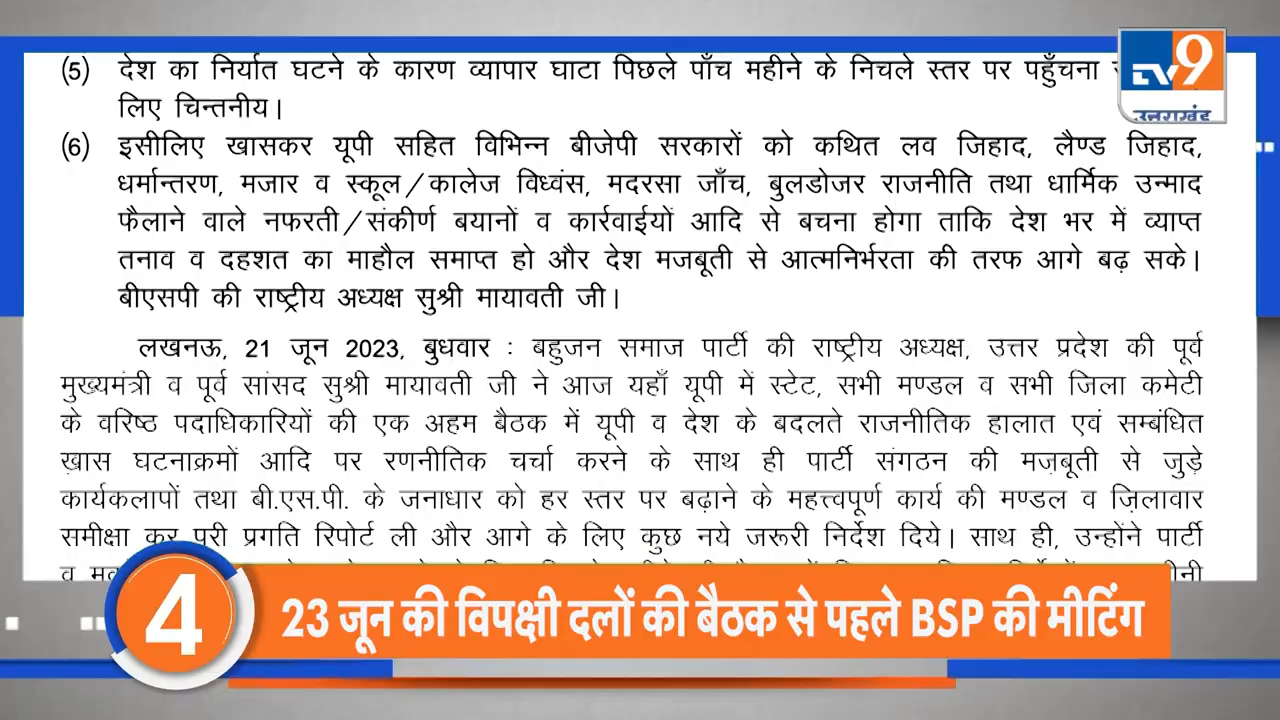 (5) देश का निर्यात घटने के कारण व्यापार घाटा पिछले पाँच महीने के निचले स्तर पर पहुँचना
लिए चिन्तनीय।
(6) इसीलिए खासकर यूपी सहित विभिन्न बीजेपी सरकारों को कथित लव जिहाद, लैण्ड जिहाद,
धर्मान्तरण, मजार व स्कूल/कालेज विध्वंस, मदरसा जाँच, बुलडोजर राजनीति तथा धार्मिक उन्माद
फैलाने वाले नफरती/संकीर्ण बयानों व कार्रवाईयों आदि से बचना होगा ताकि देश भर में व्याप्त
तनाव व दहशत का माहौल समाप्त हो और देश मजबूती से आत्मनिर्भरता की तरफ आगे बढ़ सके।
बीएसपी की राष्ट्रीय अध्यक्ष सुश्री मायावती जी।
लखनऊ, 21 जून 2023, बुधवार : बहुजन समाज पार्टी की राष्ट्रीय अध्यक्ष, उत्तर प्रदेश की पूर्व
मुख्यमंत्री व पूर्व सांसद सुश्री मायावती जी ने आज यहाँ यूपी में स्टेट, सभी मण्डल व सभी जिला कमेटी
के वरिष्ठ पदाधिकारियों की एक अहम बैठक में यूपी व देश के बदलते राजनीतिक हालात एवं सम्बंधित
ख़ास घटनाक्रमों आदि पर रणनीतिक चर्चा करने के साथ ही पार्टी संगठन की मज़बूती से जुड़े
कार्यकलापों तथा बी.एस.पी. के जनाधार को हर स्तर पर बढ़ाने के महत्त्वपूर्ण कार्य की मण्डल व ज़िलावार
समीक्षा कर पूरी प्रगति रिपोर्ट ली और आगे के लिए कुछ नये जरूरी निर्देश दिये। साथ ही, उन्होंने पार्टी
TV9
उत्तराखंड
4
23 जून की विपक्षी दलों की बैठक से पहले BSP की मीटिंग